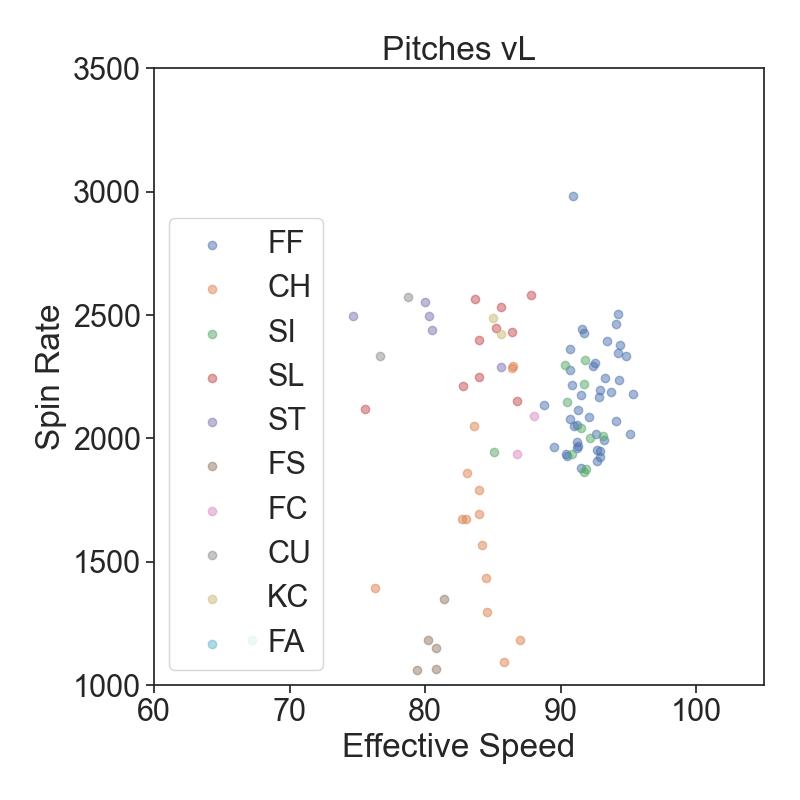 Pitches vL
3500
3000
2500
2000
1500
1000
Spin Rate
FF
CH
SI
SL
ST
FS
FC
CU
KC
FA
60 70 80 90 100
Effective Speed